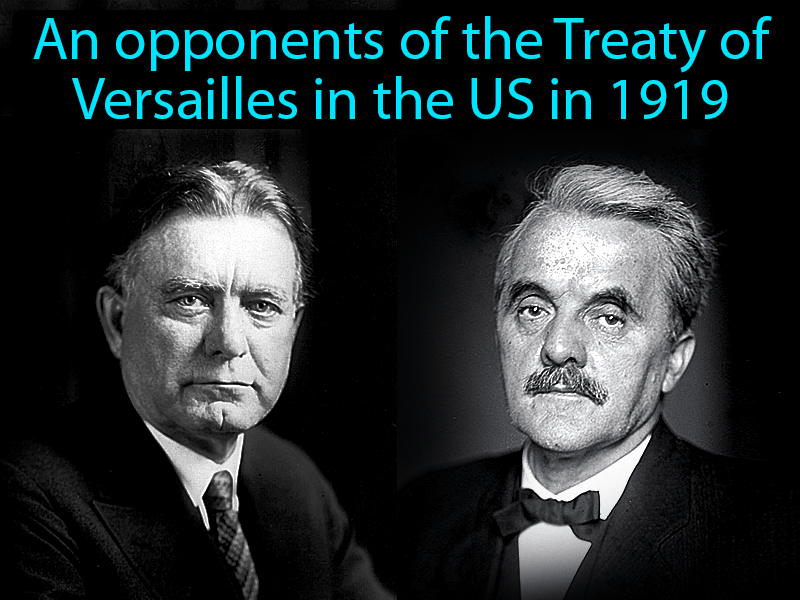 An opponents of the Treaty of
Versailles in the US in 1919